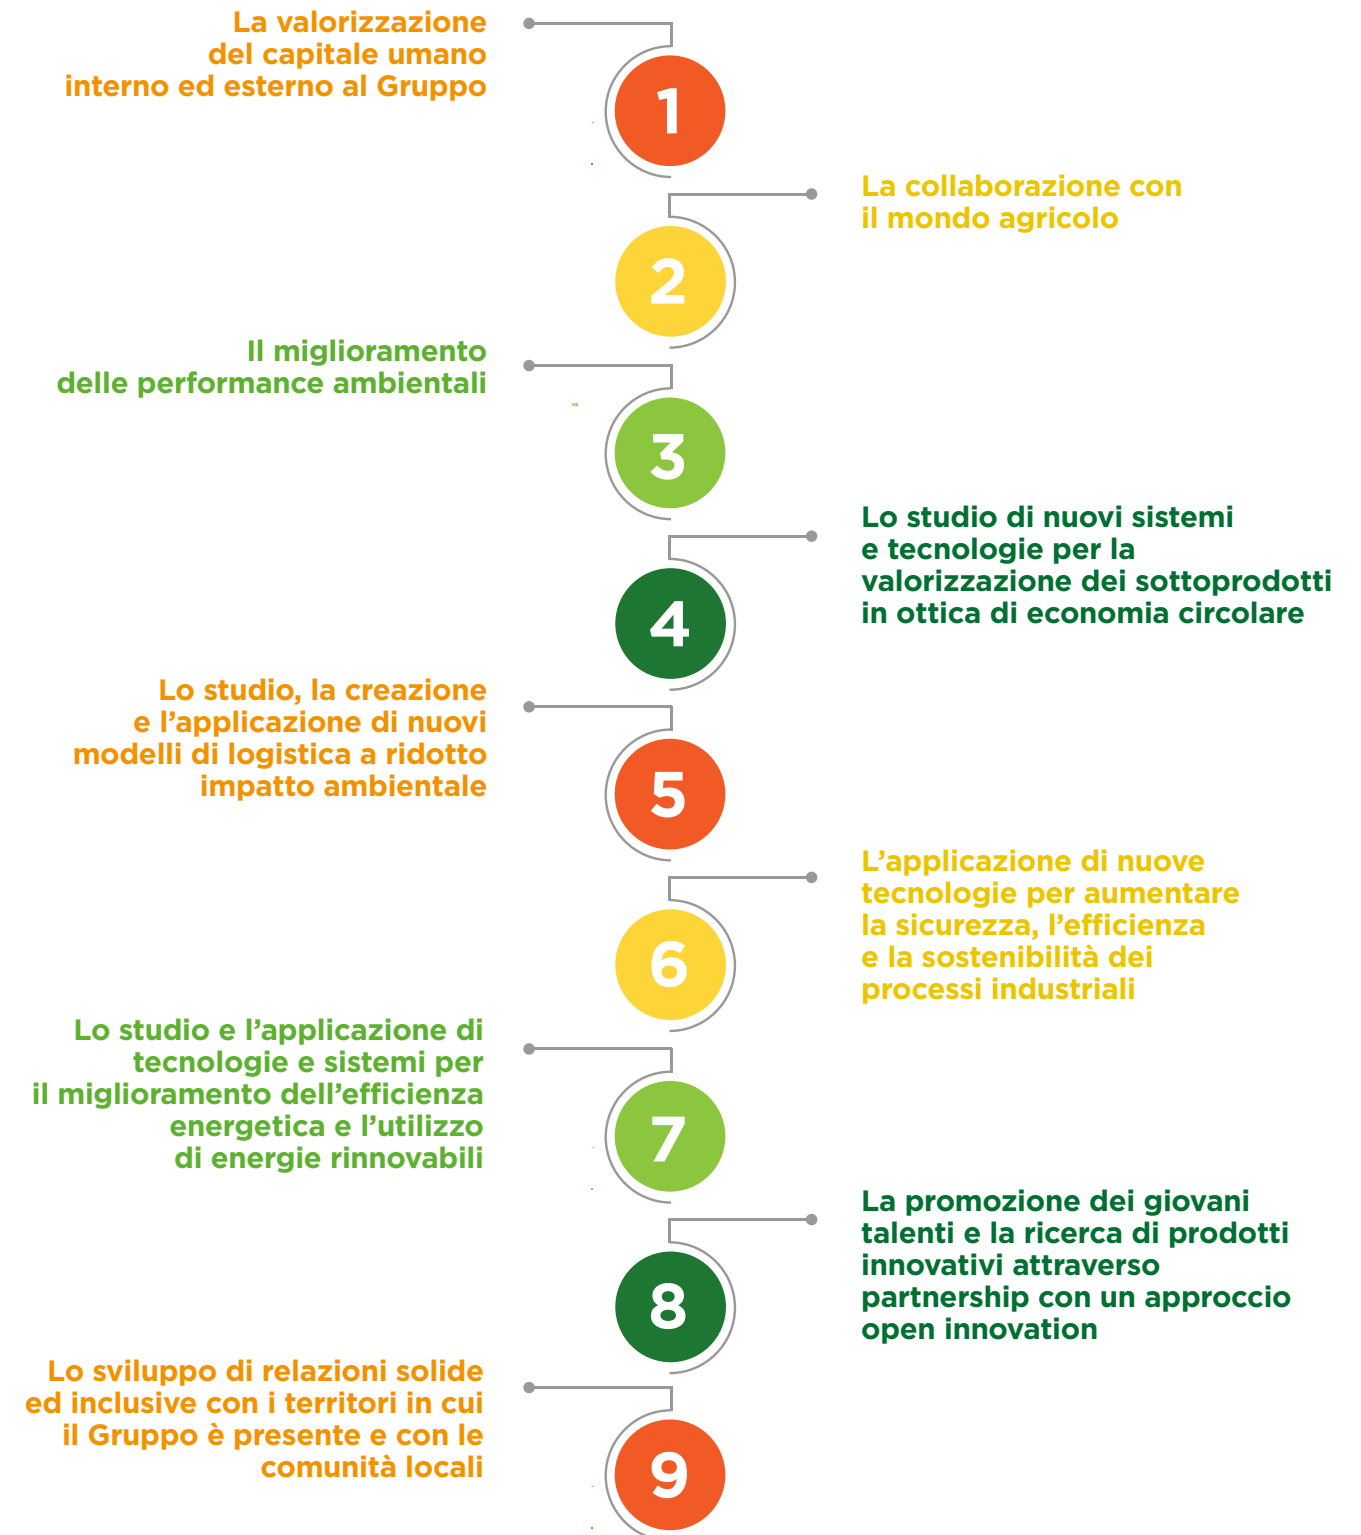 La valorizzazione
del capitale umano
interno ed esterno al Gruppo
1
La collaborazione con
il mondo agricolo
2
Il miglioramento
delle performance ambientali
3
Lo studio di nuovi sistemi
e tecnologie per la
valorizzazione dei sottoprodotti
in ottica di economia circolare
4
Lo studio, la creazione
e l’applicazione di nuovi
modelli di logistica a ridotto
impatto ambientale
5
L’applicazione di nuove
tecnologie per aumentare
la sicurezza, l’efficienza
e la sostenibilità dei
processi industriali
6
Lo studio e l’applicazione di
tecnologie e sistemi per
il miglioramento dell’efficienza
energetica e l’utilizzo
di energie rinnovabili
7
La promozione dei giovani
talenti e la ricerca di prodotti
innovativi attraverso
partnership con un approccio
open innovation
8
Lo sviluppo di relazioni solide
ed inclusive con i territori in cui
il Gruppo è presente e con le
comunità locali
9